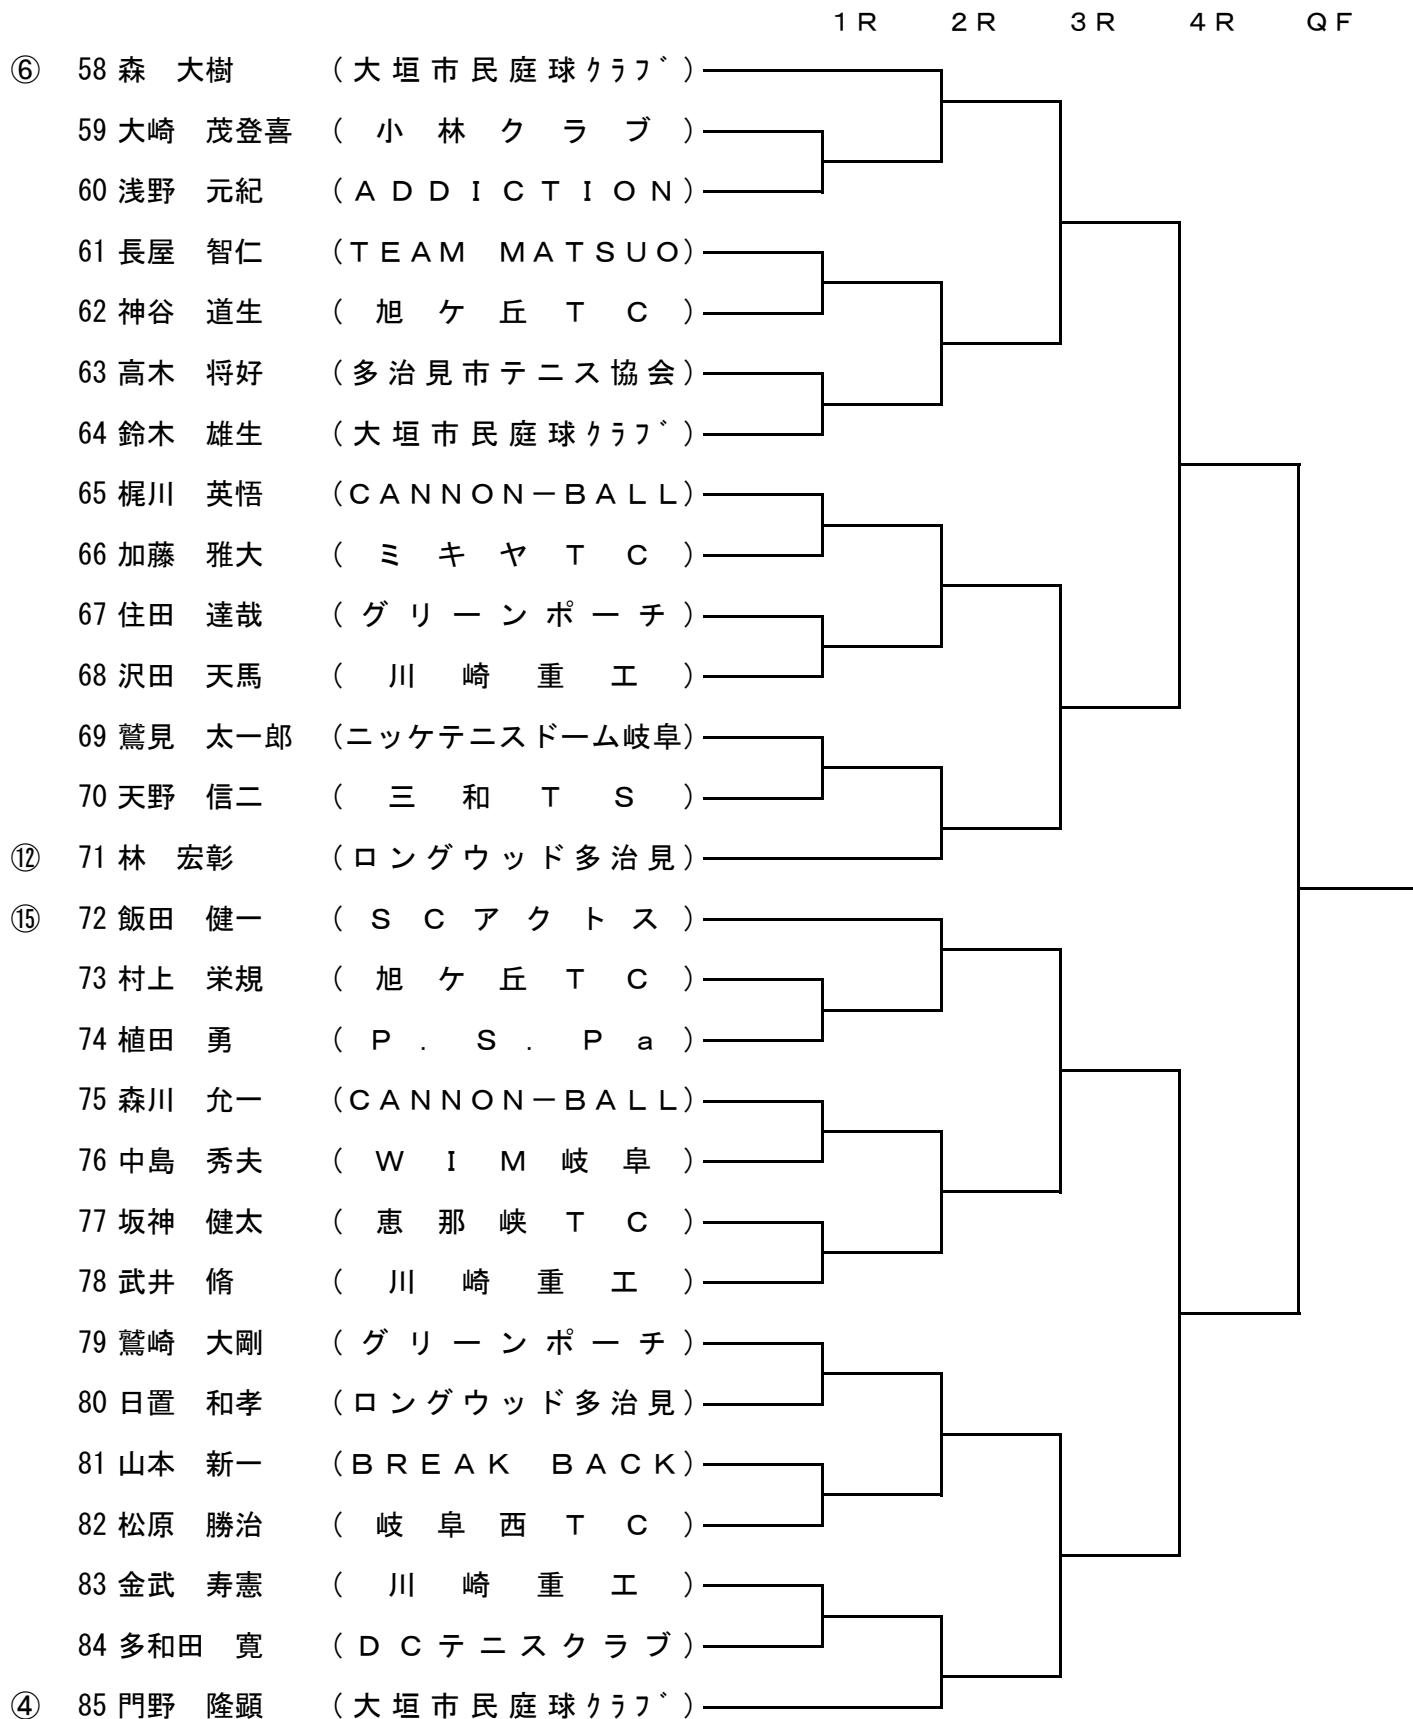 １Ｒ ２Ｒ ３Ｒ ４Ｒ ＱＦ
⑥ 58 森　大樹 (大垣市民庭球ｸﾗﾌﾞ)
59 大崎　茂登喜 (小林クラブ)
60 浅野　元紀 (ＡＤＤＩＣＴＩＯＮ)
61 長屋　智仁 (ＴＥＡＭ　ＭＡＴＳＵＯ)
62 神谷　道生 (旭ケ丘ＴＣ)
63 高木　将好 (多治見市テニス協会)
64 鈴木　雄生 (大垣市民庭球ｸﾗﾌﾞ)
65 梶川　英悟 (ＣＡＮＮＯＮ－ＢＡＬＬ)
66 加藤　雅大 (ミキヤＴＣ)
67 住田　達哉 (グリーンポーチ)
68 沢田　天馬 (川崎重工)
69 鷲見　太一郎 (ニッケテニスドーム岐阜)
70 天野　信二 (三和ＴＳ)
⑫ 71 林　宏彰 (ロングウッド多治見)
⑮ 72 飯田　健一 (ＳＣアクトス)
73 村上　栄規 (旭ケ丘ＴＣ)
74 植田　勇 (Ｐ．Ｓ．Ｐａ)
75 森川　允一 (ＣＡＮＮＯＮ－ＢＡＬＬ)
76 中島　秀夫 (ＷＩＭ岐阜)
77 坂神　健太 (恵那峡ＴＣ)
78 武井　脩 (川崎重工)
79 鷲崎　大剛 (グリーンポーチ)
80 日置　和孝 (ロングウッド多治見)
81 山本　新一 (ＢＲＥＡＫ　ＢＡＣＫ)
82 松原　勝治 (岐阜西ＴＣ)
83 金武　寿憲 (川崎重工)
84 多和田　寛 (ＤＣテニスクラブ)
④ 85 門野　隆顕 (大垣市民庭球ｸﾗﾌﾞ)